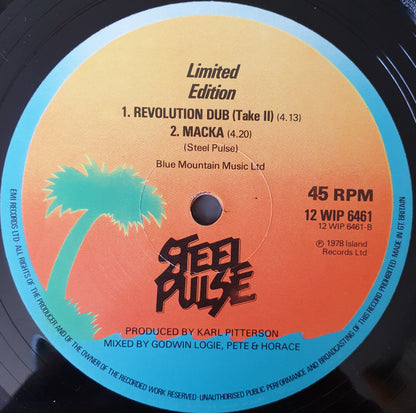 Limited
Edition
1. REVOLUTION DUB (Take II) (4.13)
2. MACKA (4.20)
(Steel Pulse)
Blue Mountain Music Ltd
45 RPM
12 WIP 6461
12 WIP 6461-B
℗ 1978 Island
Records Ltd
STEEL
PULSE
PRODUCED BY KARL PITTERSON
MIXED BY GODWIN LOGIE, PETE & HORACE
EMI RECORDS LTD. ALL RIGHTS OF THE PRODUCER AND OF THE OWNER OF THE RECORDED WORK RESERVED·UNAUTHORISED PUBLIC PERFORMANCE AND BROADCASTING OF THIS RECORD PROHIBITED·MADE IN GT. BRITAIN